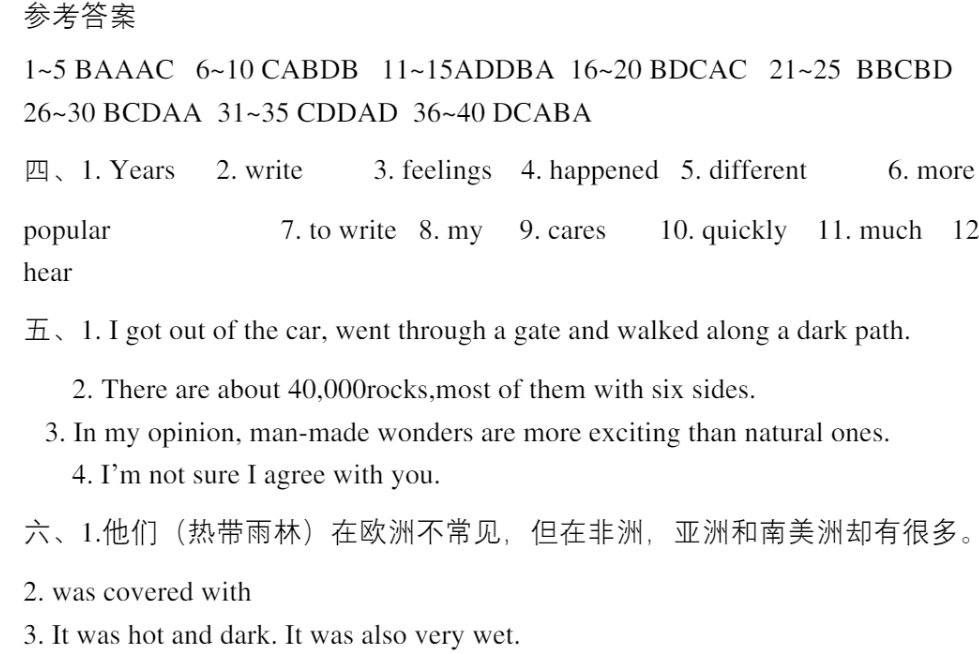 参考答案
1~5 BAAAC 6~10 CABDB 11~15ADDBA 16~20 BDCAC 21~25 BBCBD
26~30 BCDAA 31~35 CDDAD 36~40 DCABA
四、1. Years 2. write 3. feelings 4. happened 5. different 6. more
popular 7. to write 8. my 9. cares 10. quickly 11. much 12
hear
五、1. I got out of the car, went through a gate and walked along a dark path.
2. There are about 40,000rocks,most of them with six sides.
3. In my opinion, man-made wonders are more exciting than natural ones.
4. I’m not sure I agree with you.
六、1.他们（热带雨林）在欧洲不常见，但在非洲，亚洲和南美洲却有很多。
2. was covered with
3. It was hot and dark. It was also very wet.